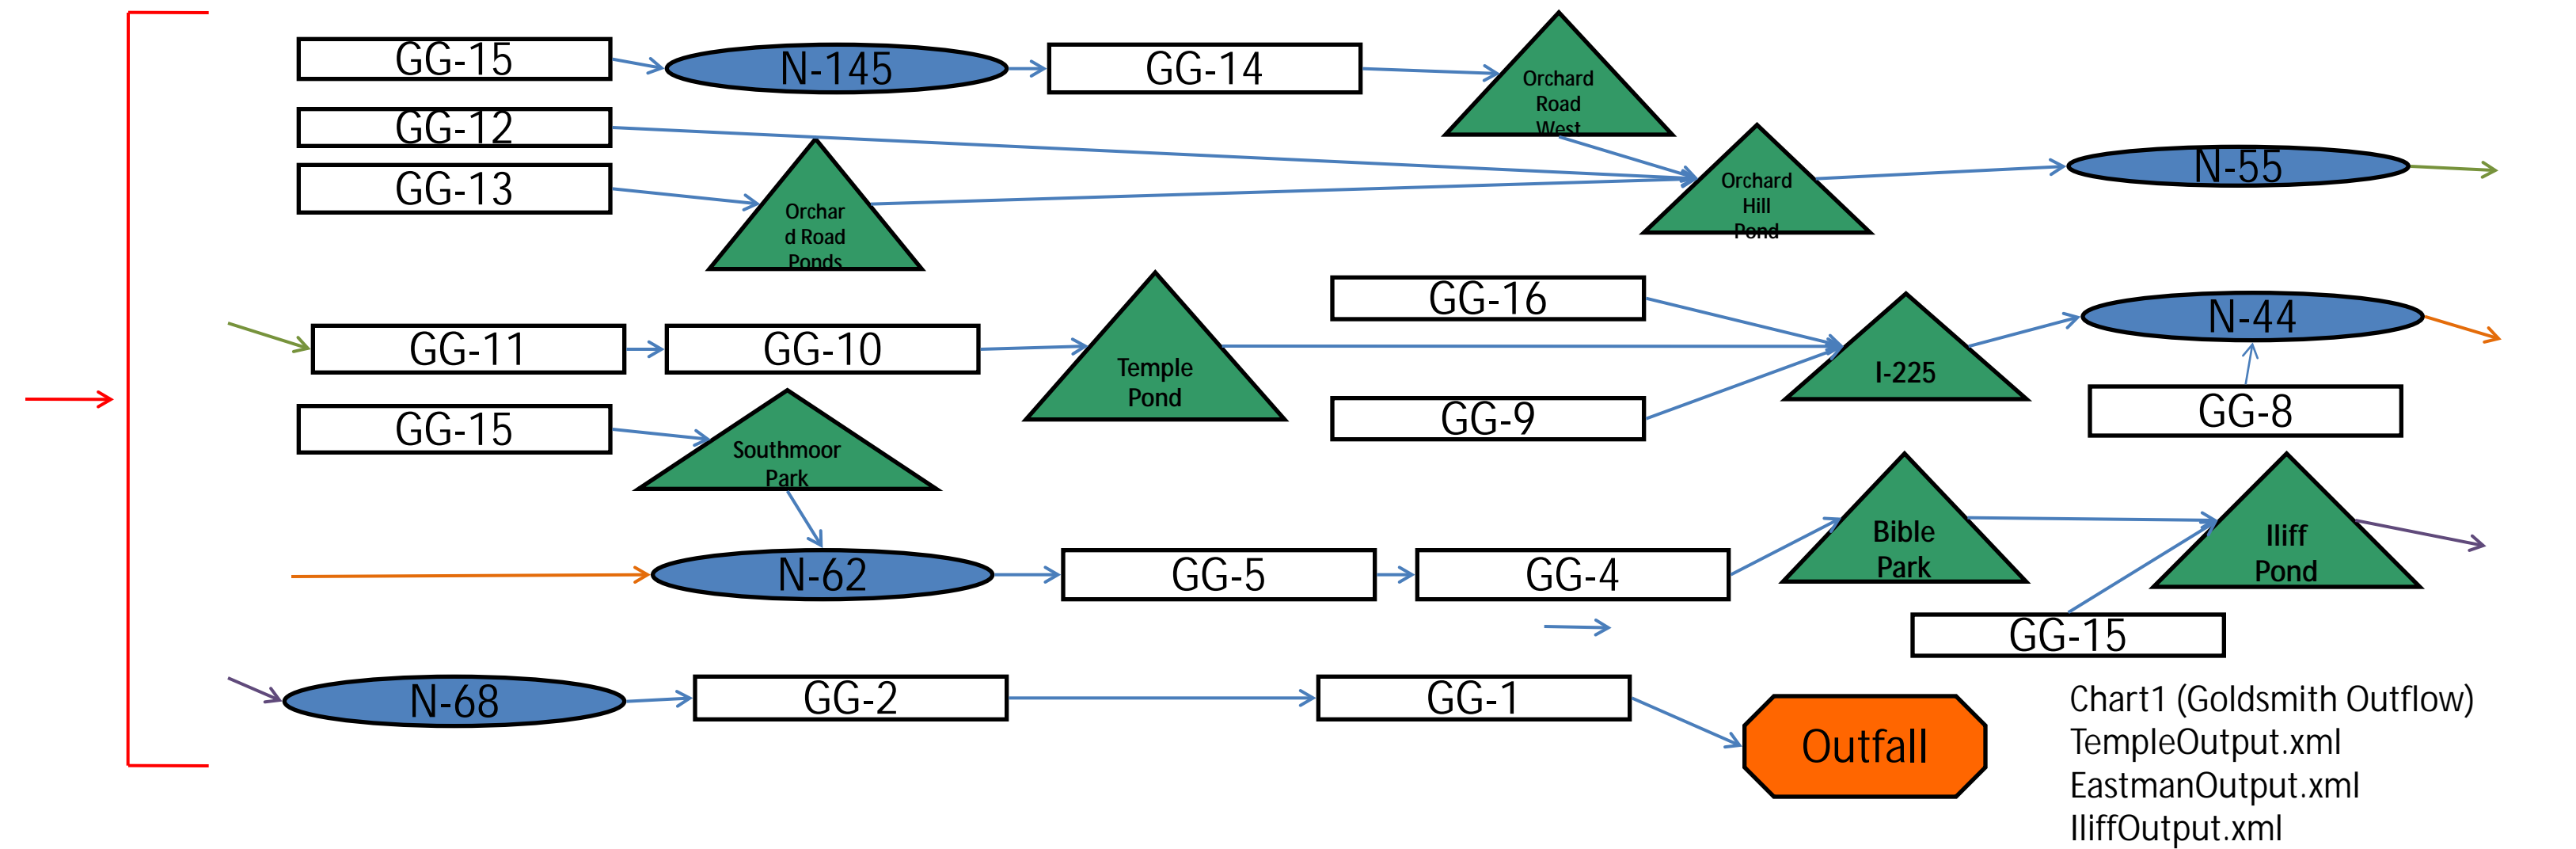 GG-15
N-145
GG-14
Orchard
Road
West
GG-12
GG-13
Orchar
d Road
Ponds
Orchard
Hill
Pond
N-55
GG-11
GG-10
Temple
Pond
GG-16
GG-9
I-225
N-44
GG-8
GG-15
Southmoor
Park
N-62
GG-5
GG-4
Bible
Park
Iliff
Pond
GG-15
N-68
GG-2
GG-1
Outfall
Chart1 (Goldsmith Outflow)
TempleOutput.xml
EastmanOutput.xml
IliffOutput.xml